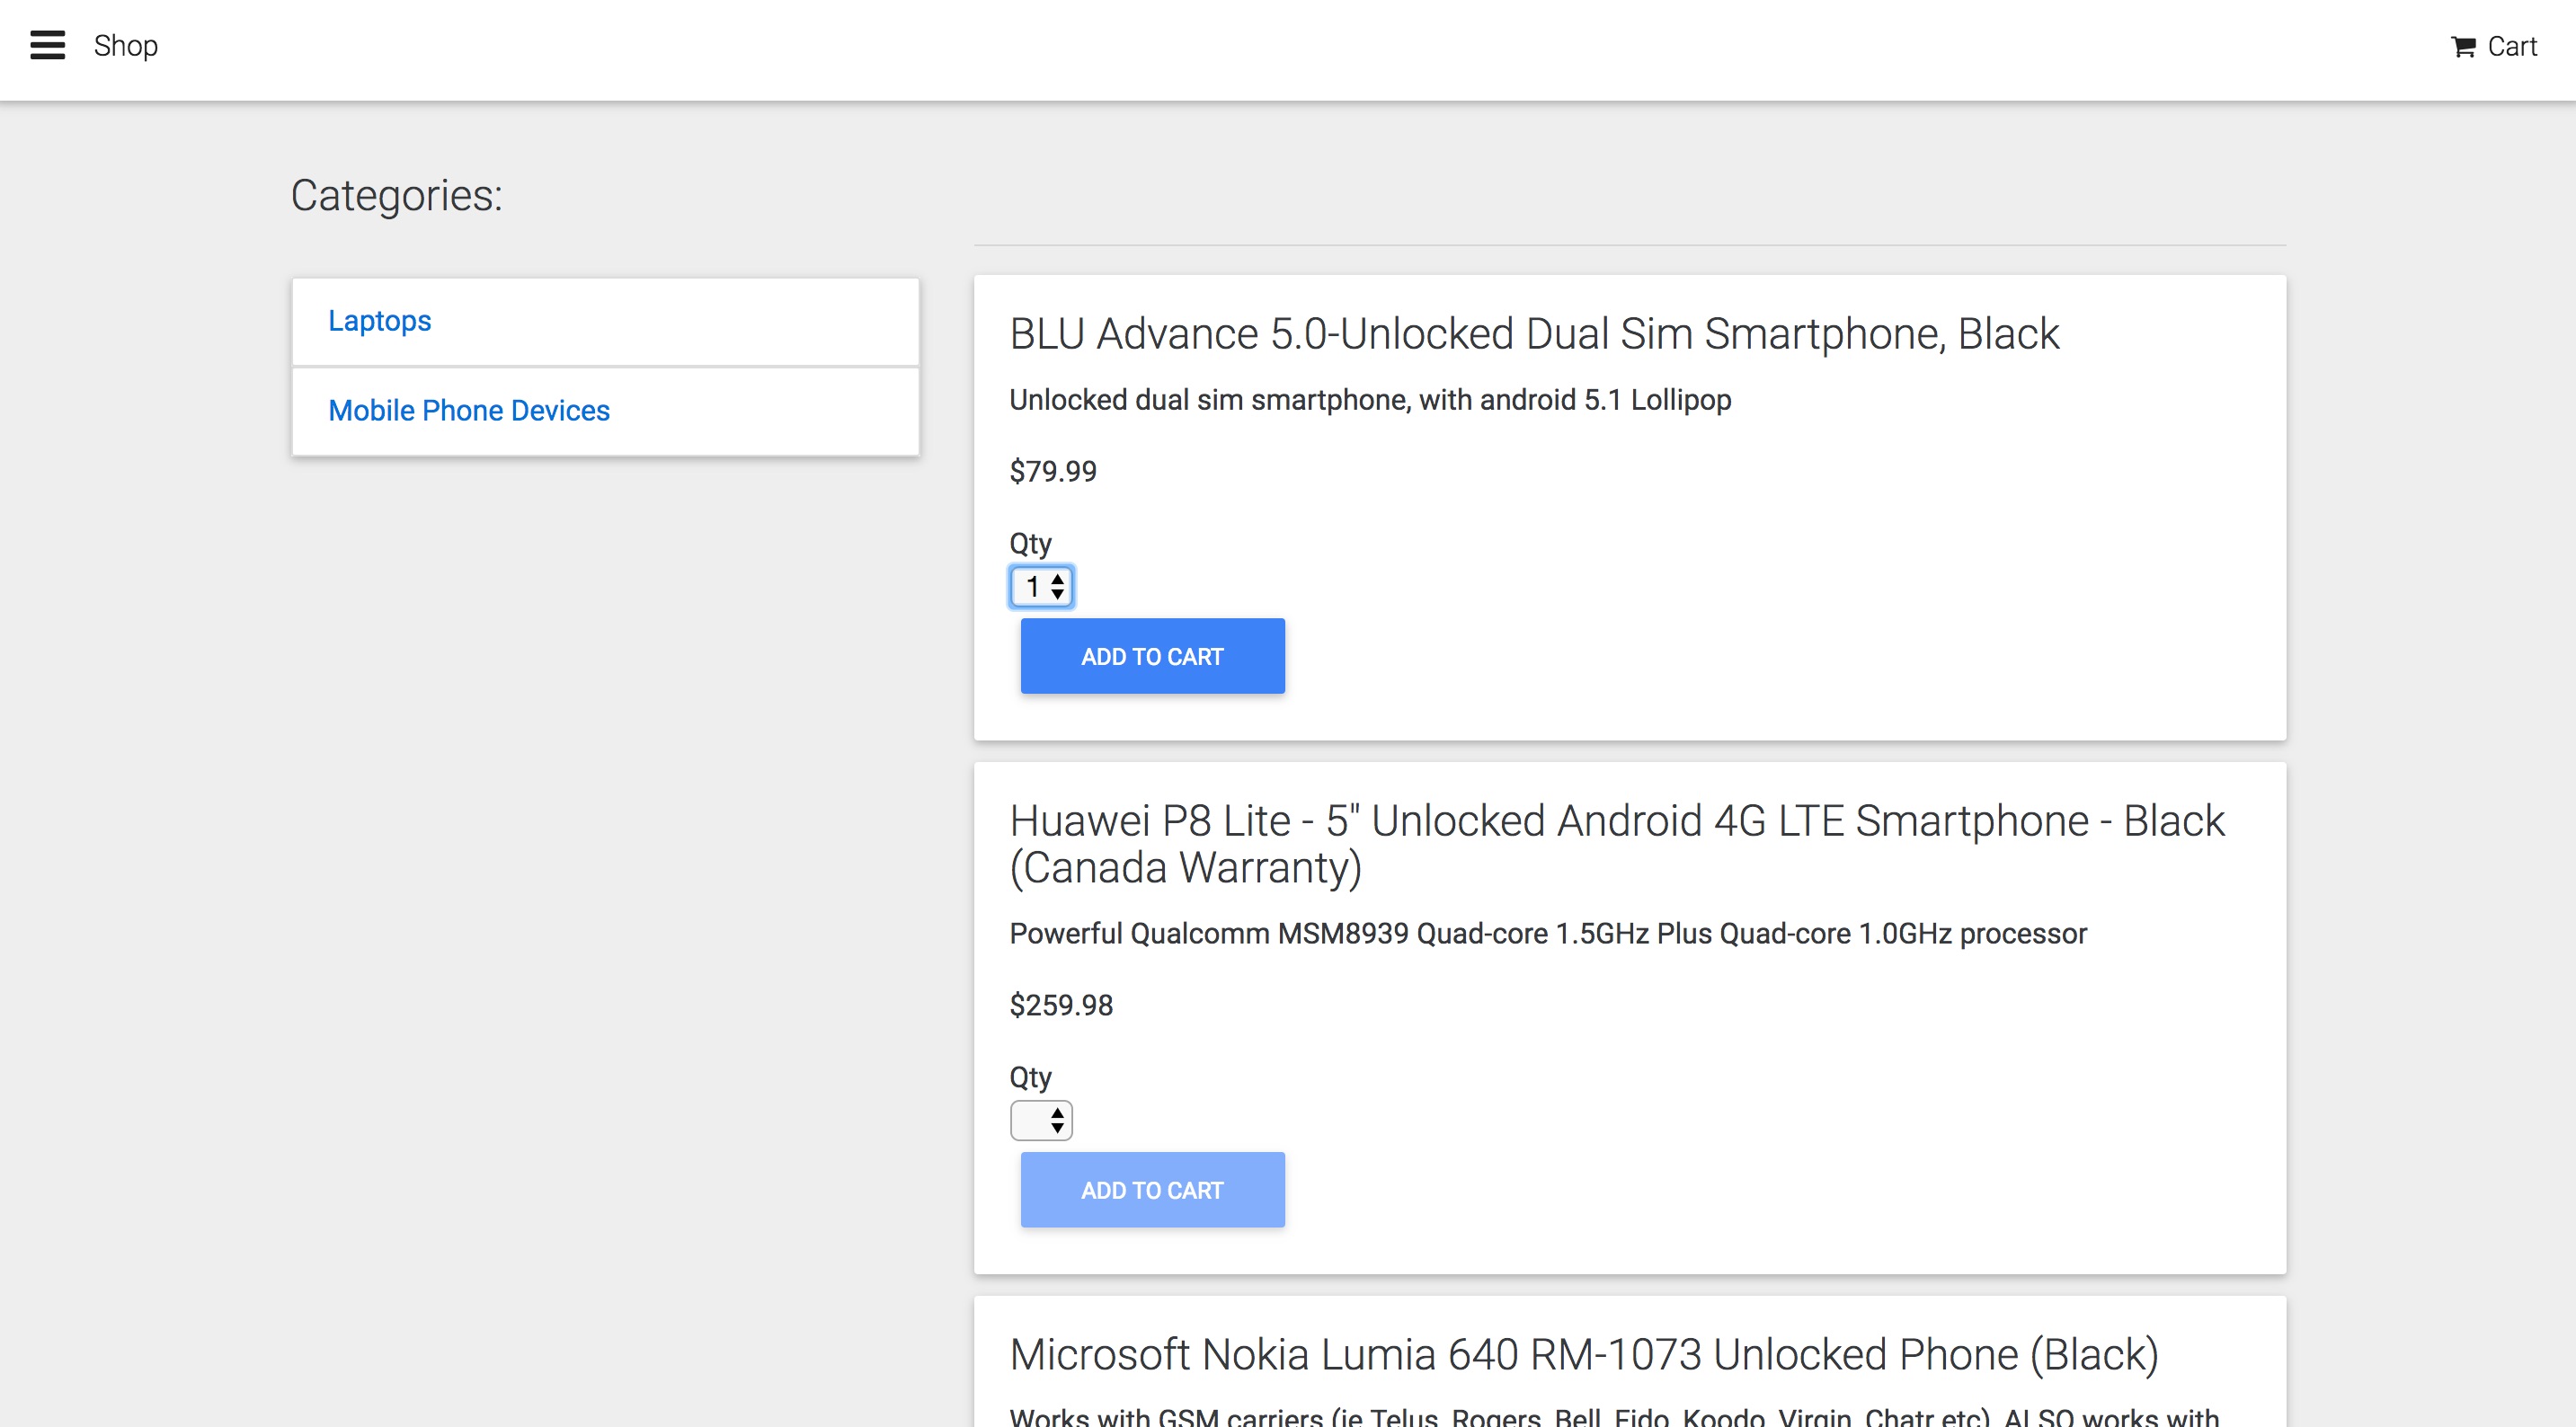 Shop
Cart
Categories:
Laptops
Mobile Phone Devices
BLU Advance 5.0-Unlocked Dual Sim Smartphone, Black
Unlocked dual sim smartphone, with android 5.1 Lollipop
$79.99
Qty
1
ADD TO CART
Huawei P8 Lite - 5" Unlocked Android 4G LTE Smartphone - Black
(Canada Warranty)
Powerful Qualcomm MSM8939 Quad-core 1.5GHz Plus Quad-core 1.0GHz processor
$259.98
Qty
ADD TO CART
Microsoft Nokia Lumia 640 RM-1073 Unlocked Phone (Black)
Works with GSM carriers (ie Telus, Rogers, Bell, Fido, Koodo, Virgin, Chatr etc), ALSO works with